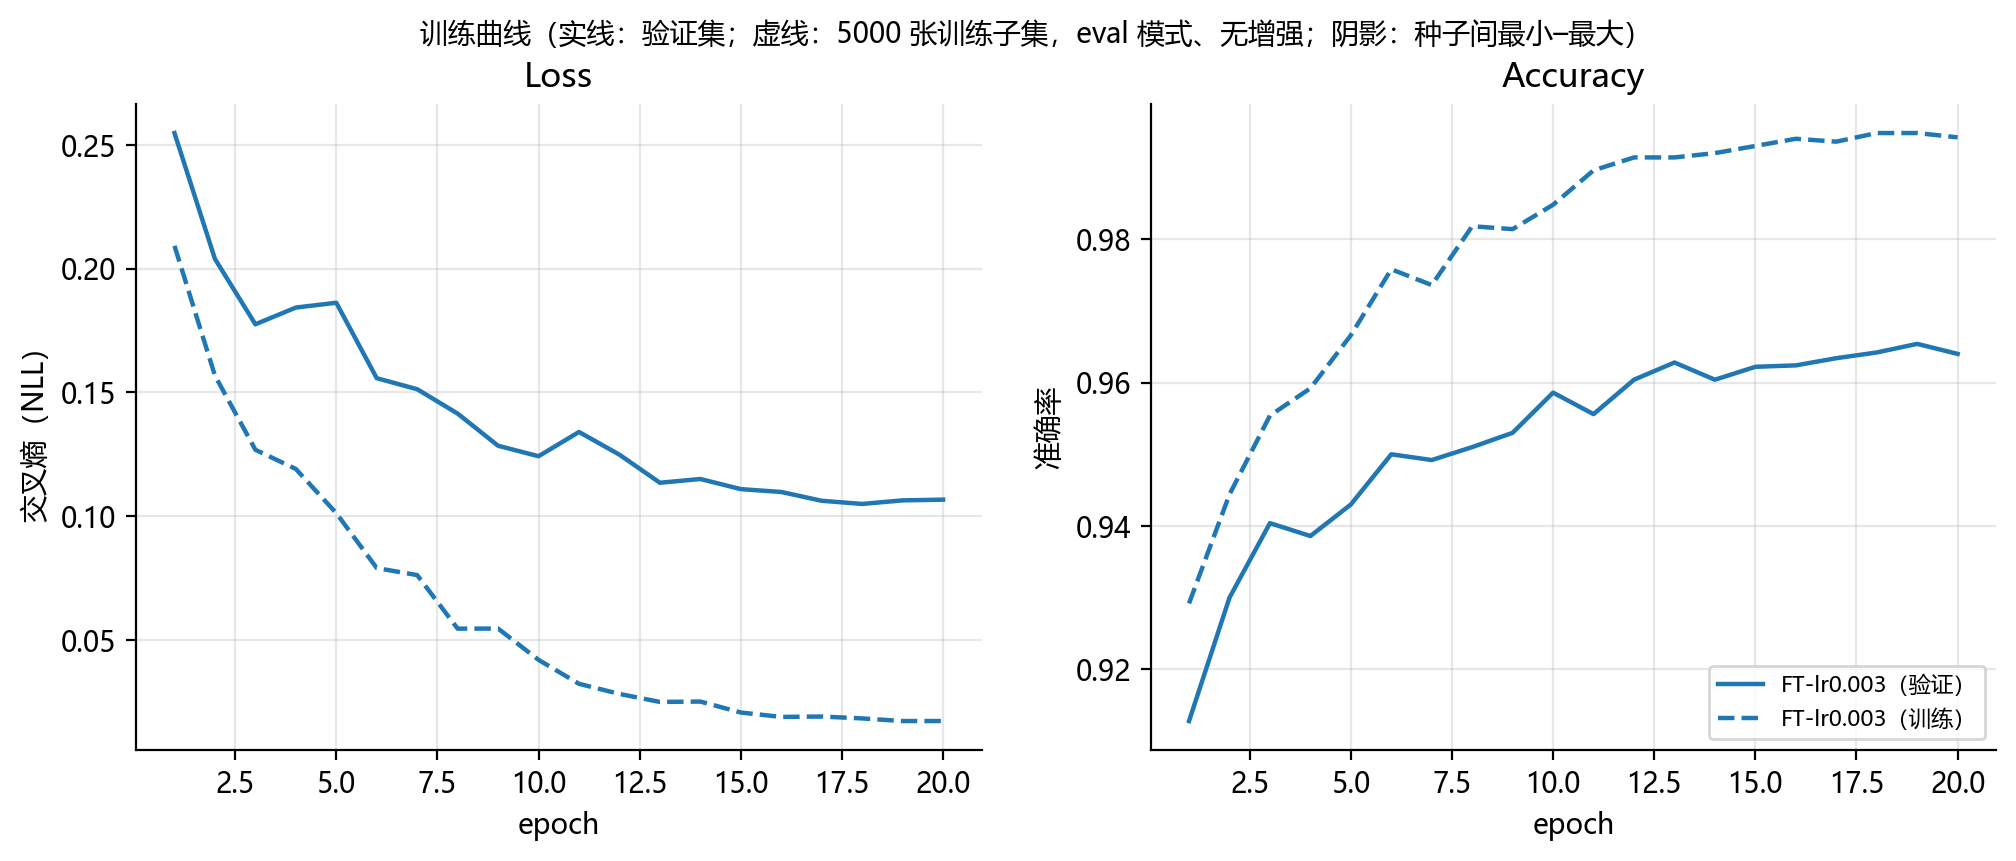 训练曲线（实线：验证集；虚线：5000 张训练子集，eval 模式、无增强；阴影：种子间最小–最大）
Loss
交叉熵（NLL）
0.25
0.20
0.15
0.10
0.05
2.5 5.0 7.5 10.0 12.5 15.0 17.5 20.0
epoch
Accuracy
准确率
0.98
0.96
0.94
0.92
FT-lr0.003（验证）
FT-lr0.003（训练）
2.5 5.0 7.5 10.0 12.5 15.0 17.5 20.0
epoch